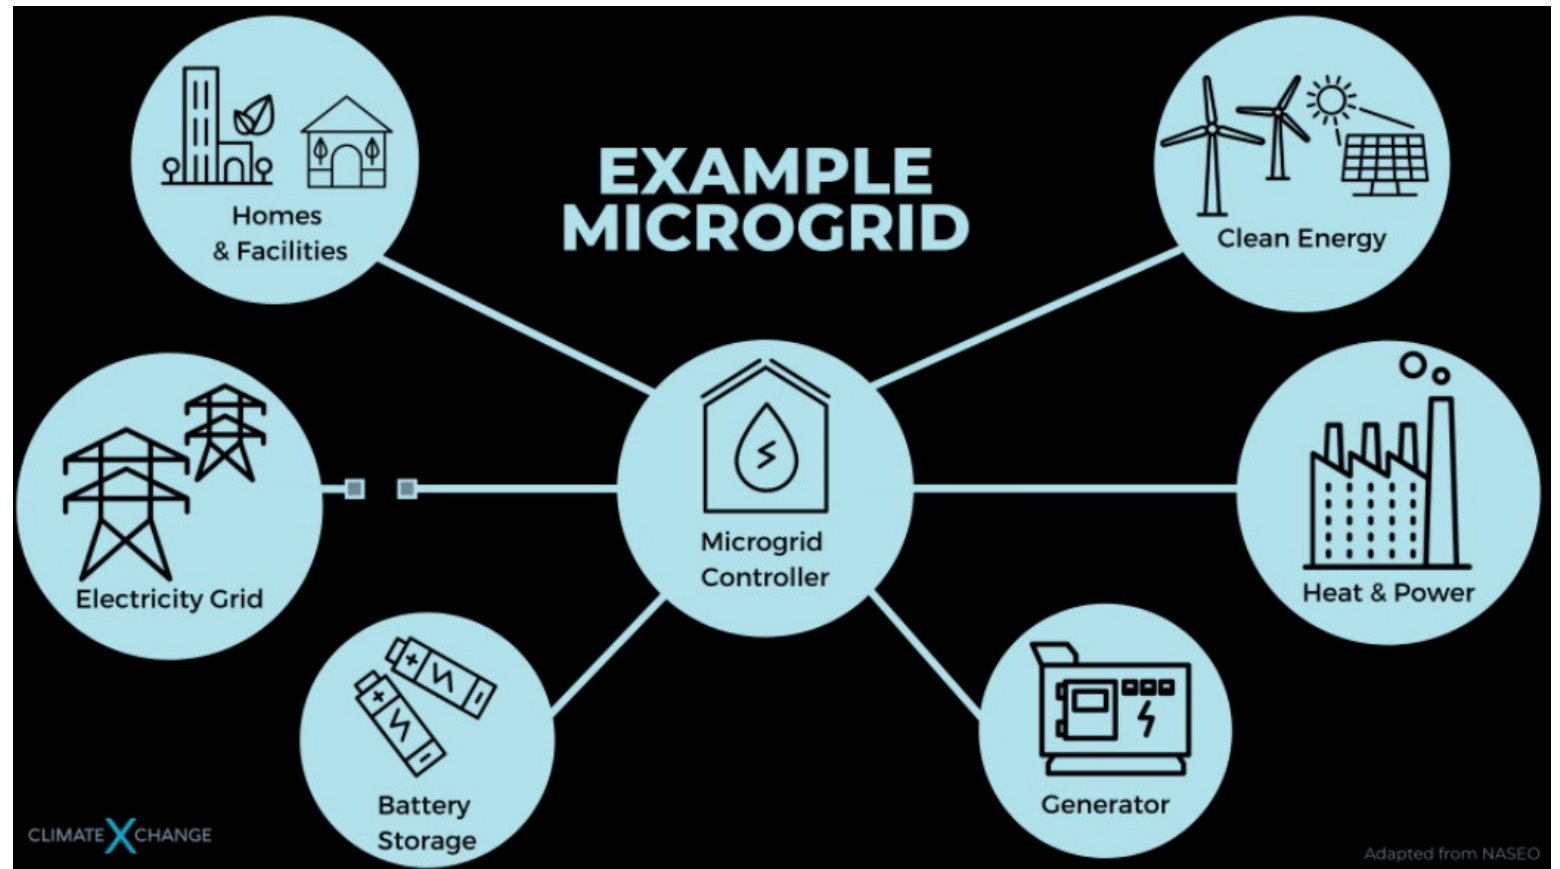 EXAMPLE
MICROGRID
Homes
& Facilities
Clean Energy
Electricity Grid
Microgrid
Controller
Heat & Power
Battery
Storage
Generator
CLIMATE X CHANGE
Adapted from NASEO